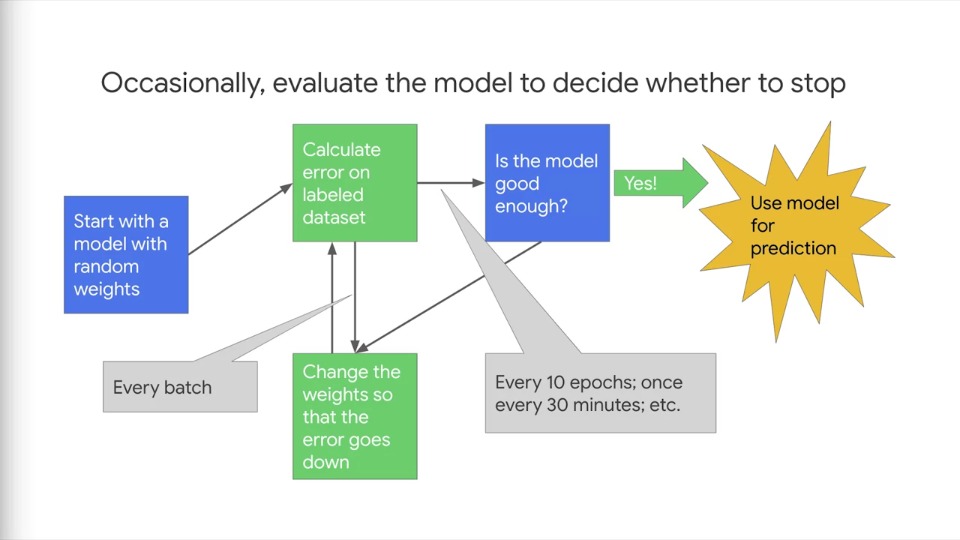 Occasionally, evaluate the model to decide whether to stop
Start with a
model with
random
weights
Calculate
error on
labeled
dataset
Is the model
good
enough?
Yes!
Use model
for
prediction
Every batch
Change the
weights so
that the
error goes
down
Every 10 epochs; once
every 30 minutes; etc.